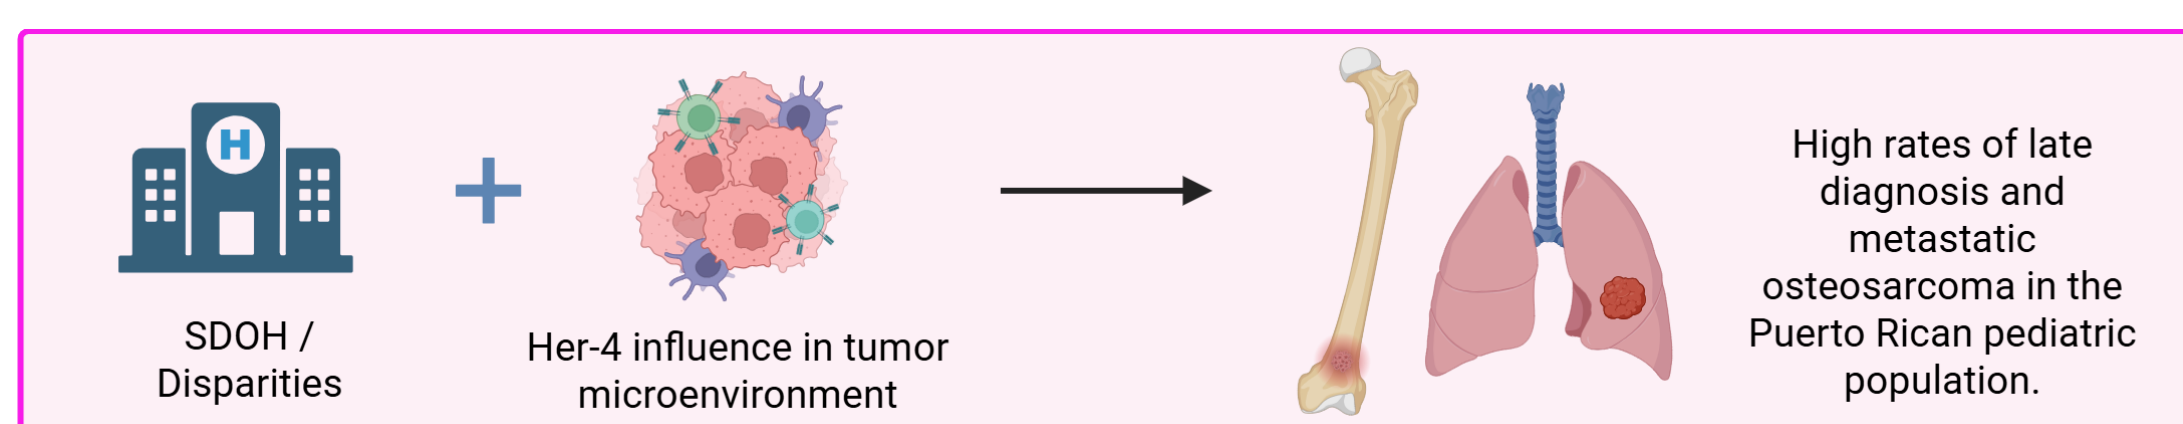 H
SDOH /
Disparities
Her-4 influence in tumor
microenvironment
High rates of late
diagnosis and
metastatic
osteosarcoma in the
Puerto Rican pediatric
population.